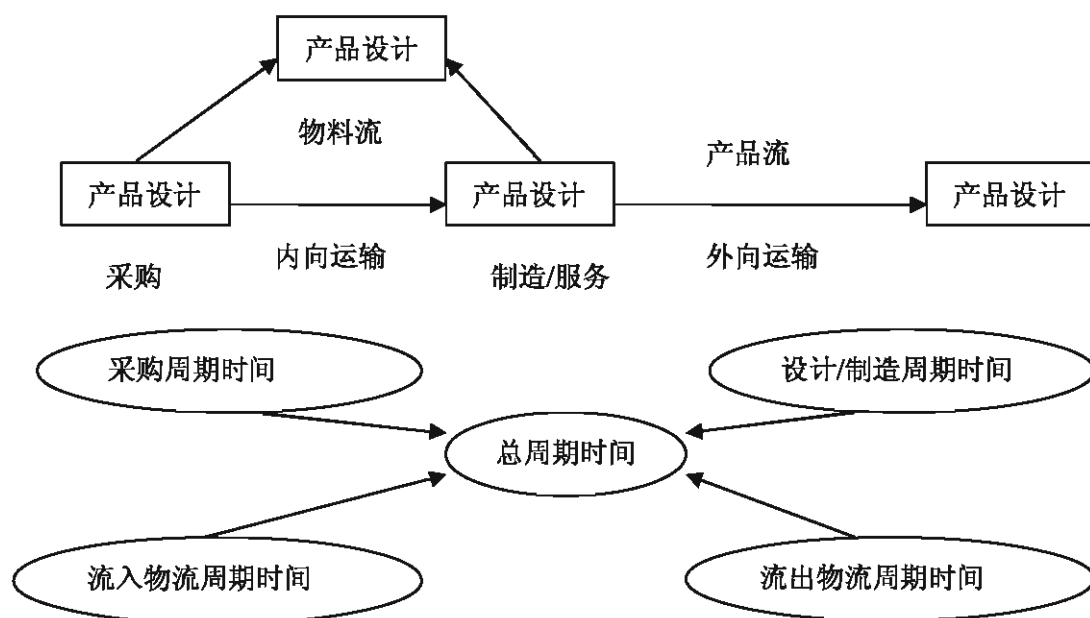 产品设计
物料流
产品流
产品设计
产品设计
产品设计
采购
内向运输
制造/服务
外向运输
采购周期时间
设计/制造周期时间
总周期时间
流入物流周期时间
流出物流周期时间